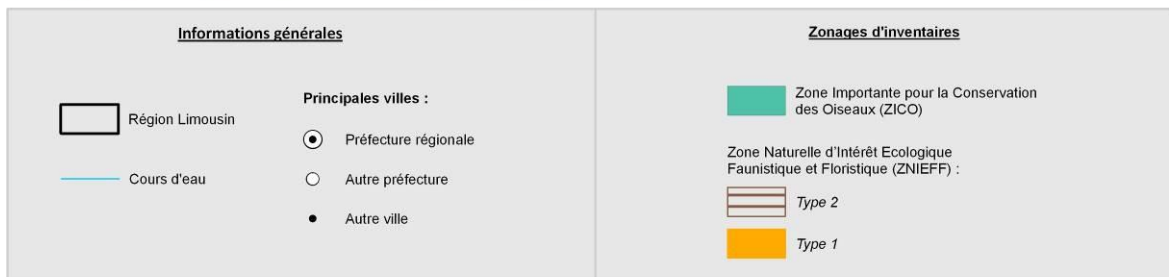 Informations générales
Région Limousin
Cours d'eau
Principales villes :
Préfecture régionale
Autre préfecture
Autre ville
Zonages d'inventaires
Zone Importante pour la Conservation
des Oiseaux (ZICO)
Zone Naturelle d'Intérêt Ecologique
Faunistique et Floristique (ZNIEFF) :
Type 2
Type 1